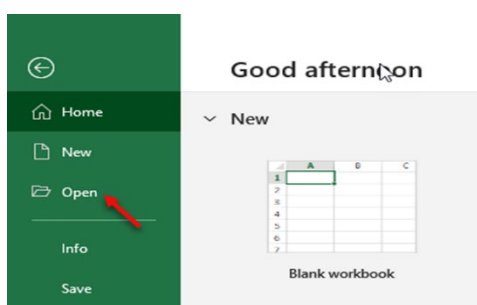 Good afternoon
Home
New
New
Open
A B C
1
2
3
4
5
6
7
Blank workbook
Info
Save